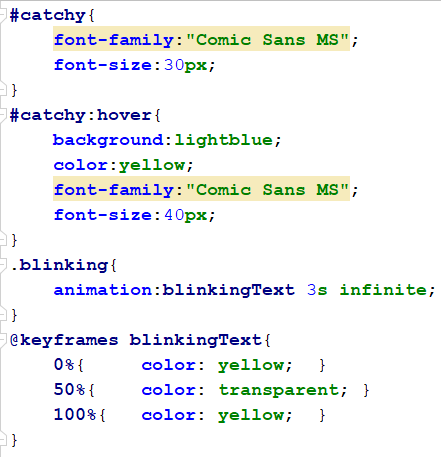 #catchy{
    font-family:"Comic Sans MS";
    font-size:30px;
}
#catchy:hover{
    background:lightblue;
    color:yellow;
    font-family:"Comic Sans MS";
    font-size:40px;
}
.blinking{
    animation:blinkingText 3s infinite;
}
@keyframes blinkingText{
    0%{    color: yellow;  }
    50%{    color: transparent; }
    100%{   color: yellow;  }
}